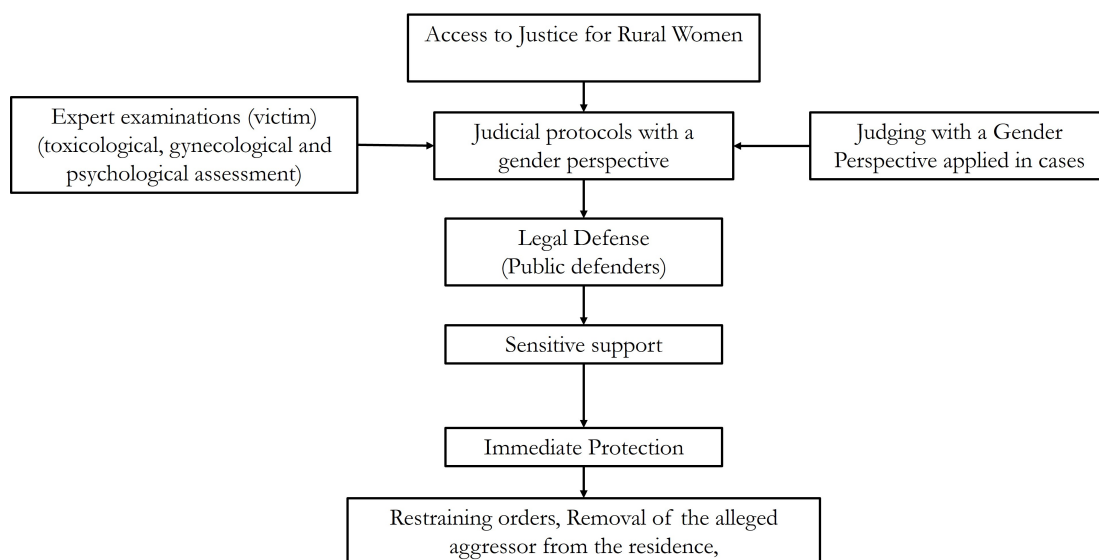 Access to Justice for Rural Women
Expert examinations (victim)
(toxicological, gynecological and
psychological assessment)
Judicial protocols with a
gender perspective
Judging with a Gender
Perspective applied in cases
Legal Defense
(Public defenders)
Sensitive support
Immediate Protection
Restraining orders, Removal of the alleged
aggressor from the residence,